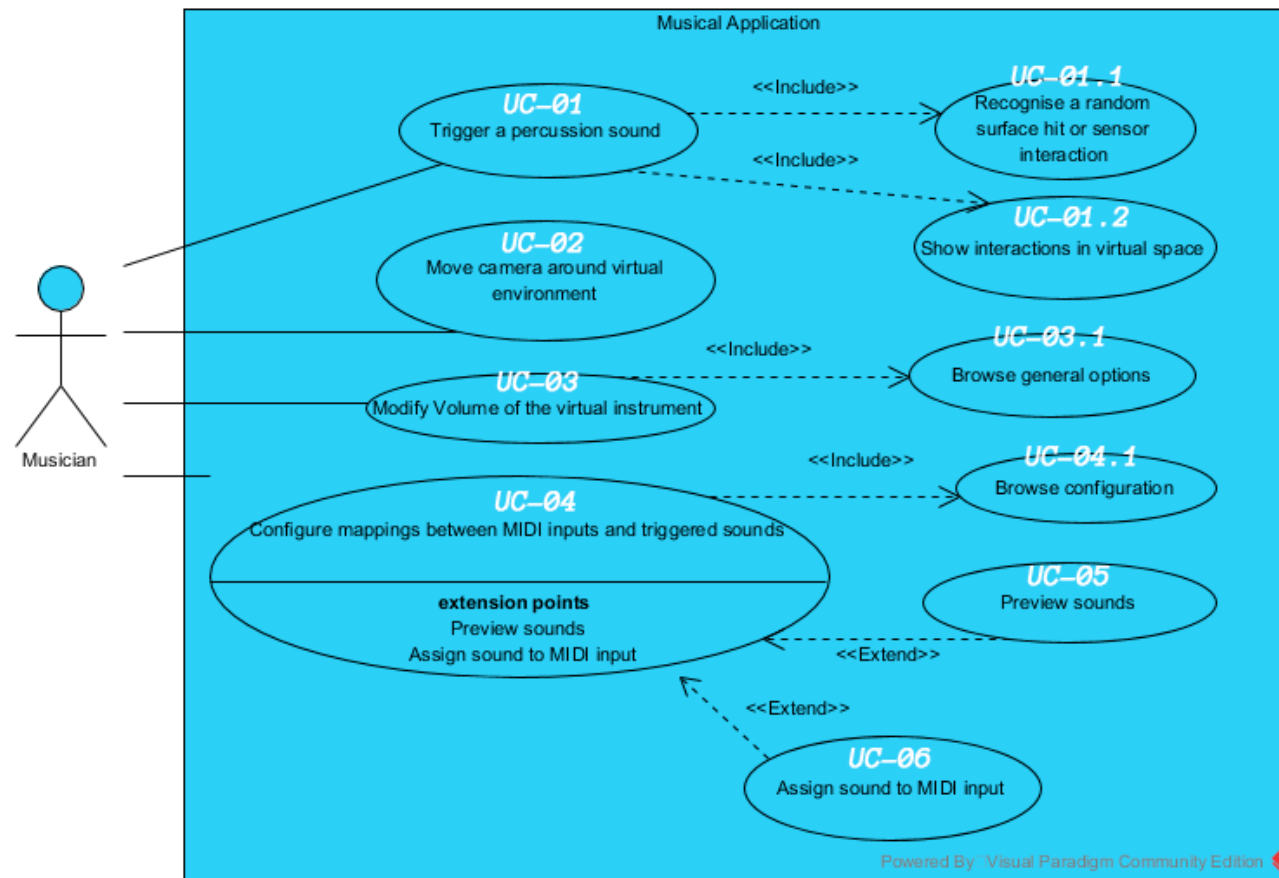 Musical Application
UC-01
Trigger a percussion sound
<<Include>>
UC-01.1
Recognise a random
surface hit or sensor
interaction
<<Include>>
UC-01.2
Show interactions in virtual space
UC-02
Move camera around virtual
environment
Musician
UC-03
Modify Volume of the virtual instrument
<<Include>>
UC-03.1
Browse general options
UC-04
Configure mappings between MIDI inputs and triggered sounds
extension points
Preview sounds
Assign sound to MIDI input
<<Include>>
UC-04.1
Browse configuration
UC-05
Preview sounds
<<Extend>>
<<Extend>>
UC-06
Assign sound to MIDI input
Powered By Visual Paradigm Community Edition